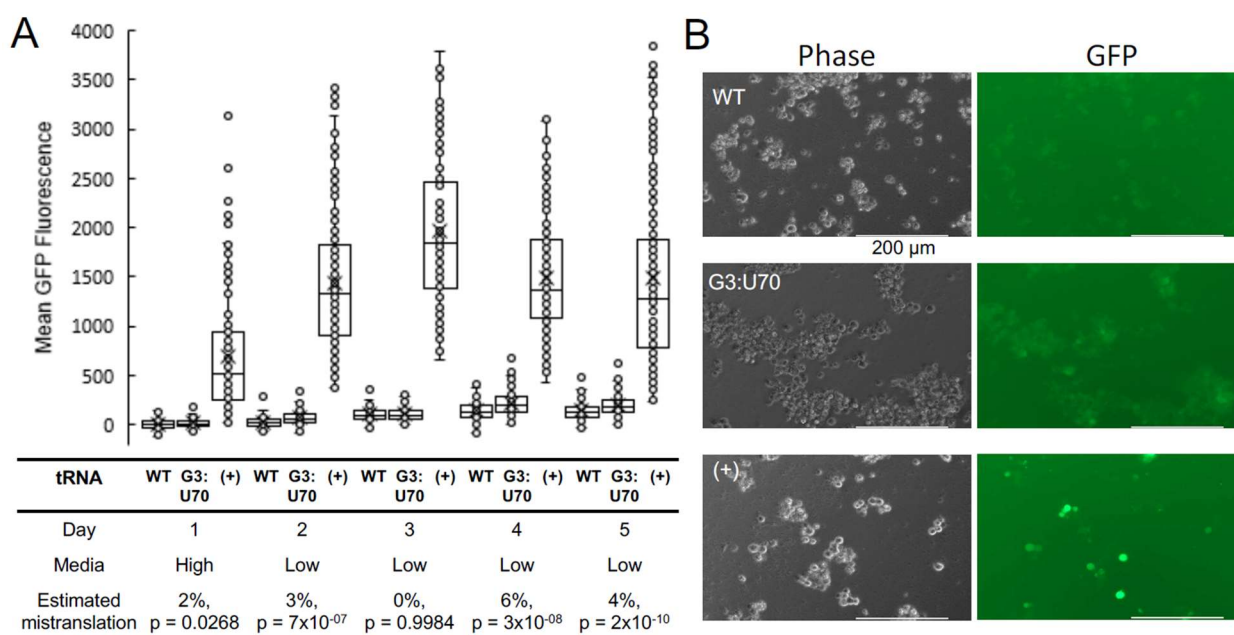 A
Mean GFP Fluorescence
4000
3500
3000
2500
2000
1500
1000
500
0
tRNA WT G3:U70 (+) WT G3:U70 (+) WT G3:U70 (+) WT G3:U70 (+) WT G3:U70 (+)
Day 1 2 3 4 5
Media High Low Low Low Low
Estimated mistranslation 2%, p = 0.0268 3%, p = 7x10⁻⁰⁷ 0%, p = 0.9984 6%, p = 3x10⁻⁰⁸ 4%, p = 2x10⁻¹⁰
B
Phase GFP
WT
200 µm
G3:U70
(+)